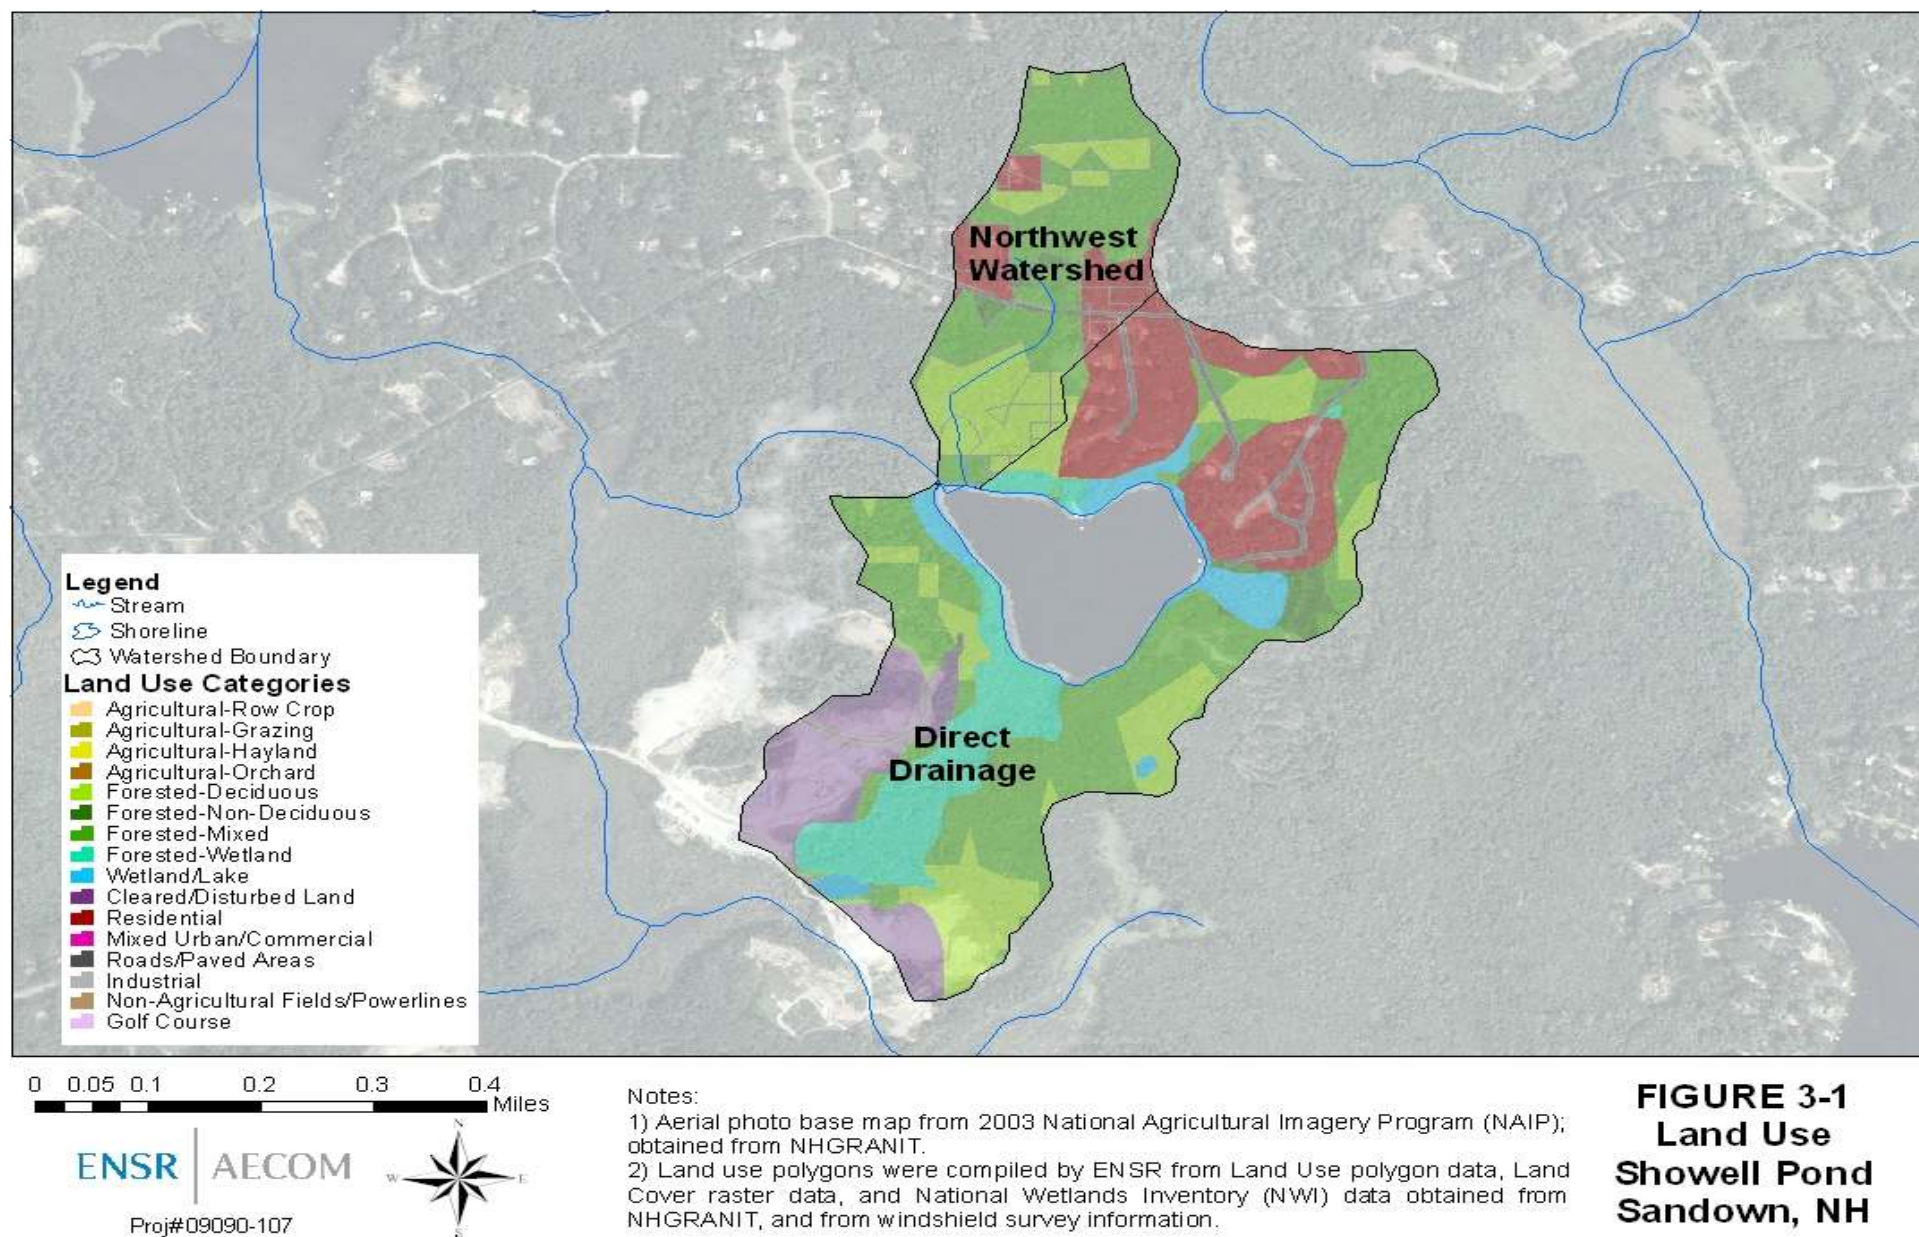 Northwest
Watershed
Direct
Drainage
Legend
Stream
Shoreline
Watershed Boundary
Land Use Categories
Agricultural-Row Crop
Agricultural-Grazing
Agricultural-Hayland
Agricultural-Orchard
Forested-Deciduous
Forested-Non-Deciduous
Forested-Mixed
Forested-Wetland
Wetland/Lake
Cleared/Disturbed Land
Residential
Mixed Urban/Commercial
Roads/Paved Areas
Industrial
Non-Agricultural Fields/Powerlines
Golf Course
0 0.05 0.1 0.2 0.3 0.4
Miles
ENSR | AECOM
Proj#09090-107
N
W E
S
Notes:
1) Aerial photo base map from 2003 National Agricultural Imagery Program (NAIP);
obtained from NHGRANIT.
2) Land use polygons were compiled by ENSR from Land Use polygon data, Land
Cover raster data, and National Wetlands Inventory (NWI) data obtained from
NHGRANIT, and from windshield survey information.
FIGURE 3-1
Land Use
Showell Pond
Sandown, NH